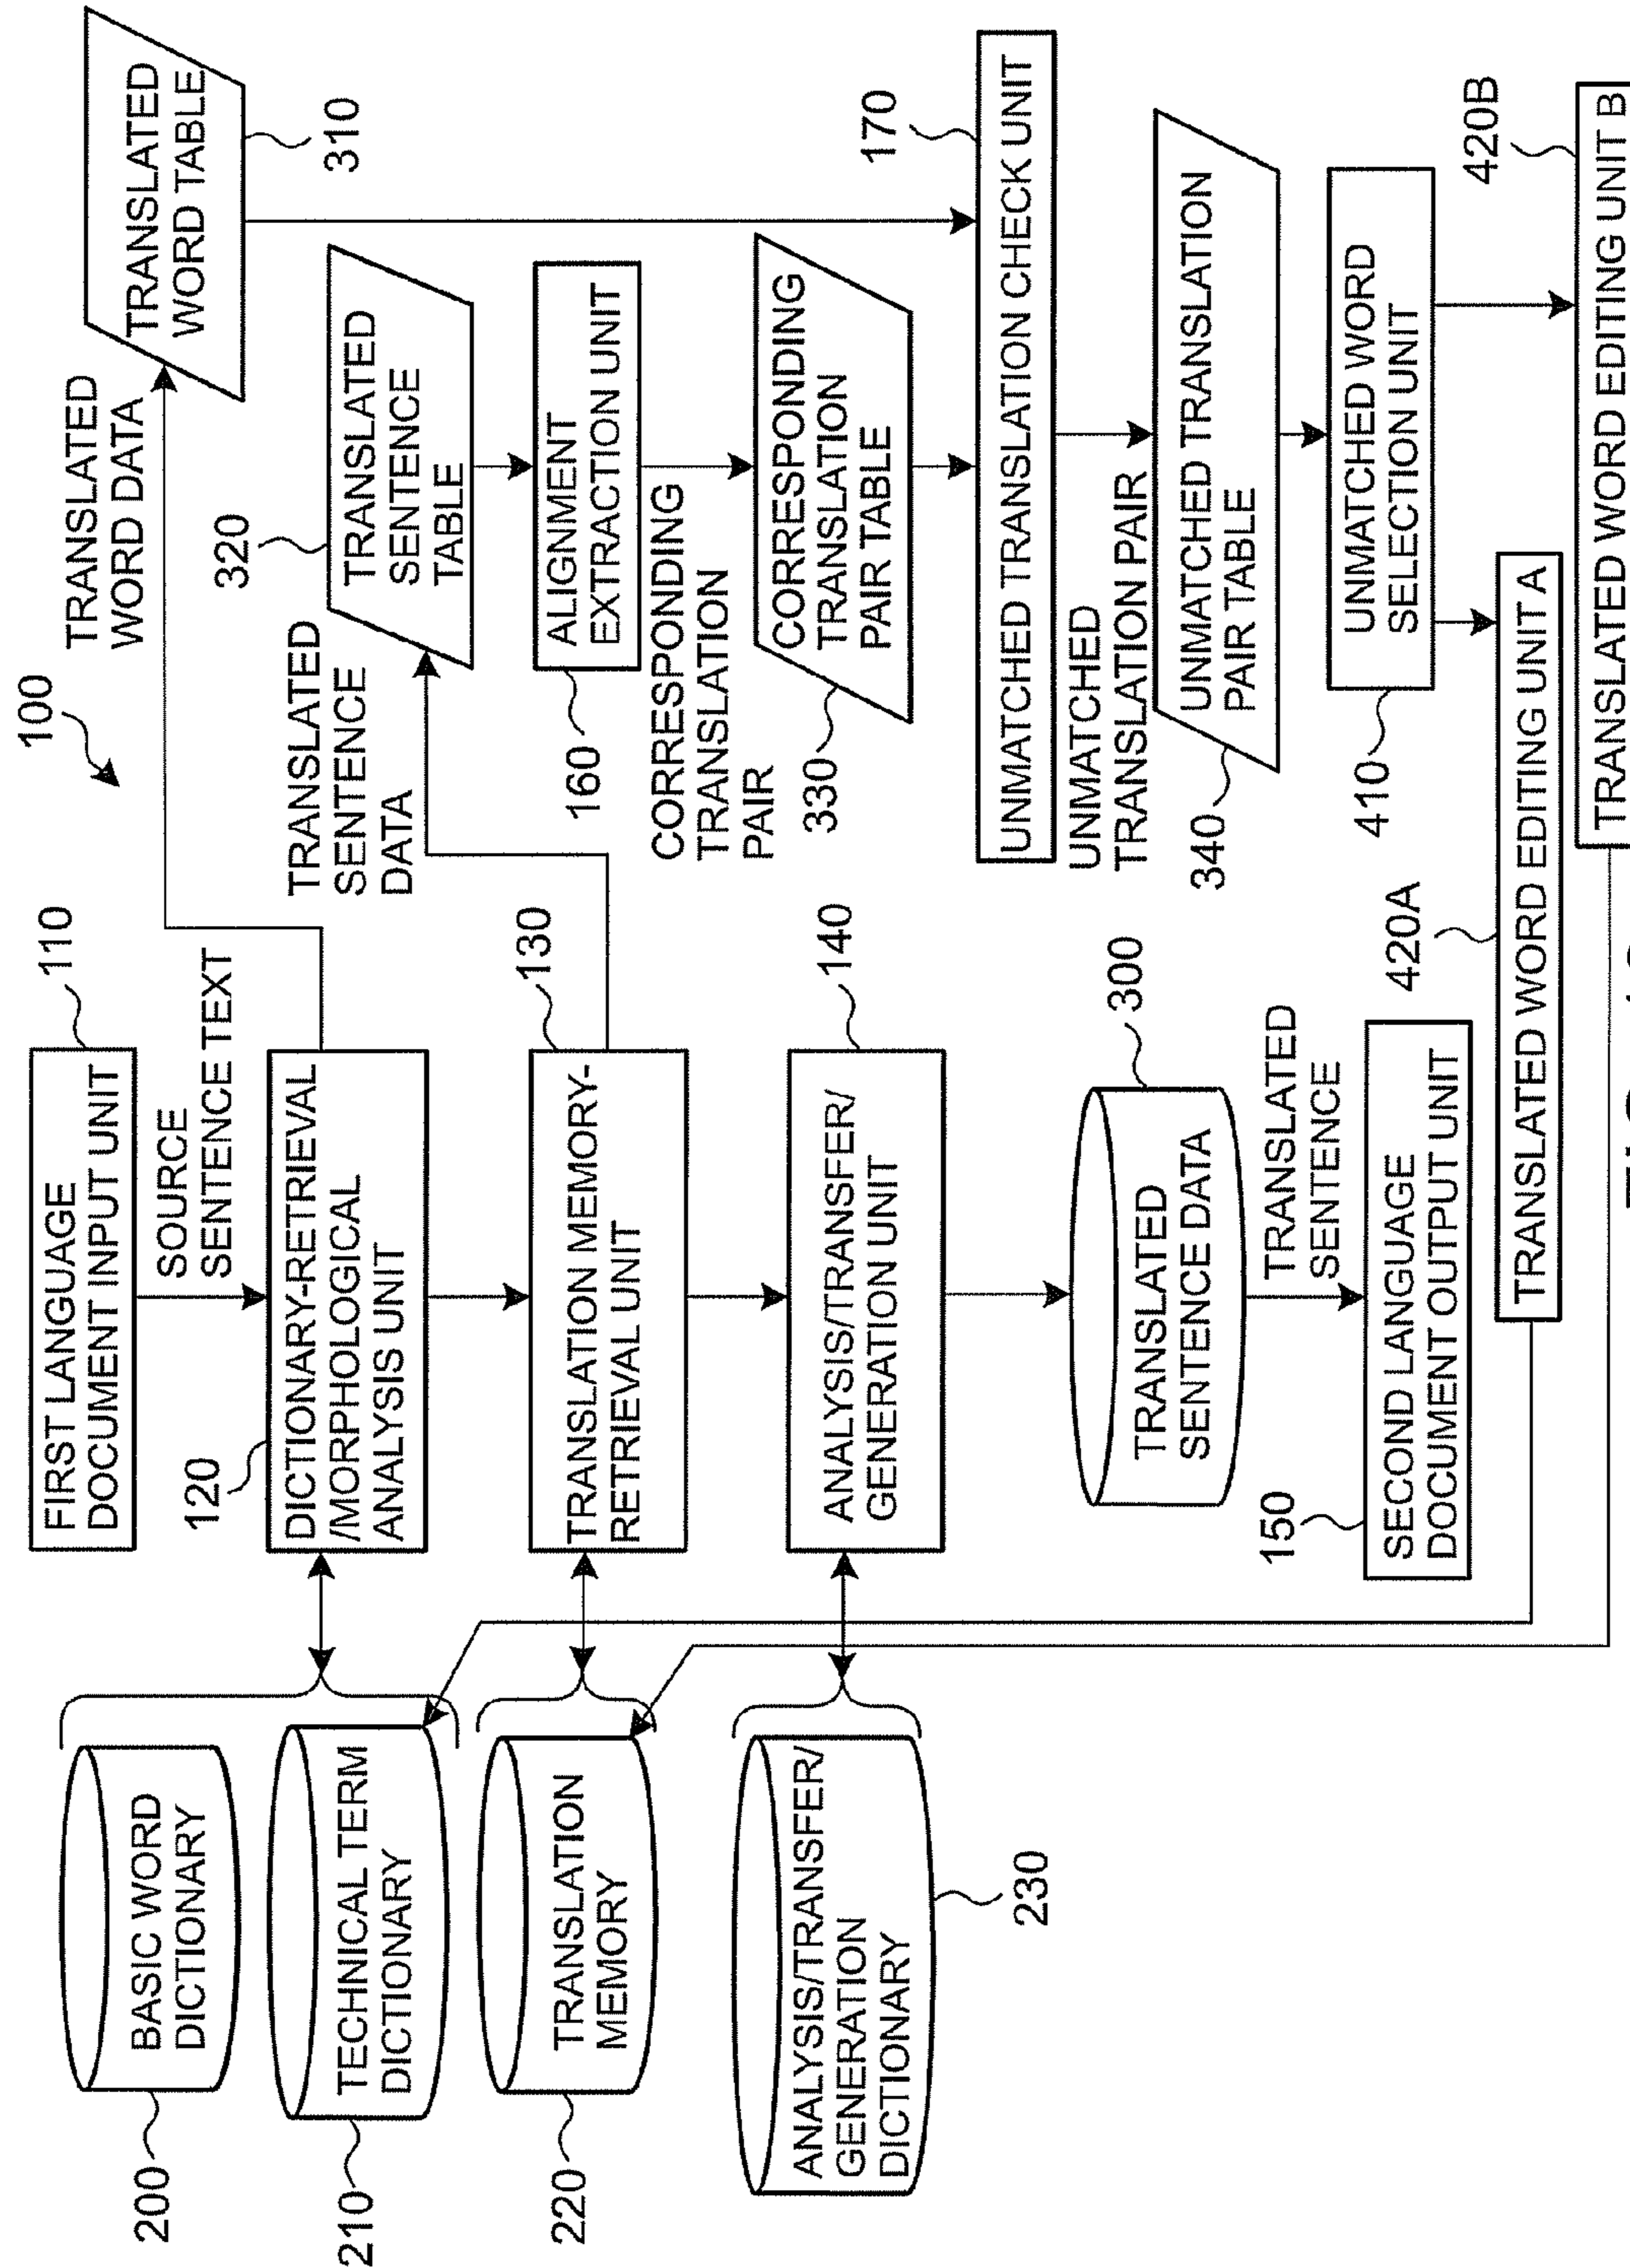 100
BASIC WORD
DICTIONARY
200
TECHNICAL TERM
DICTIONARY
210
TRANSLATION
MEMORY
220
ANALYSIS/TRANSFER/
GENERATION
DICTIONARY
230
FIRST LANGUAGE
DOCUMENT INPUT UNIT
110
SOURCE
SENTENCE TEXT
120
DICTIONARY-RETRIEVAL
/MORPHOLOGICAL
ANALYSIS UNIT
TRANSLATION MEMORY-
RETRIEVAL UNIT
130
ANALYSIS/TRANSFER/
GENERATION UNIT
140
TRANSLATED
SENTENCE DATA
300
TRANSLATED
SENTENCE
150
SECOND LANGUAGE
DOCUMENT OUTPUT UNIT
TRANSLATED
WORD DATA
TRANSLATED
WORD TABLE
310
TRANSLATED
SENTENCE
DATA
320
TRANSLATED
SENTENCE
TABLE
ALIGNMENT
EXTRACTION UNIT
160
CORRESPONDING
TRANSLATION
PAIR
CORRESPONDING
TRANSLATION
PAIR TABLE
330
UNMATCHED TRANSLATION CHECK UNIT
170
UNMATCHED
TRANSLATION PAIR
UNMATCHED TRANSLATION
PAIR TABLE
340
UNMATCHED WORD
SELECTION UNIT
410
420A
TRANSLATED WORD EDITING UNIT A
420B
TRANSLATED WORD EDITING UNIT B